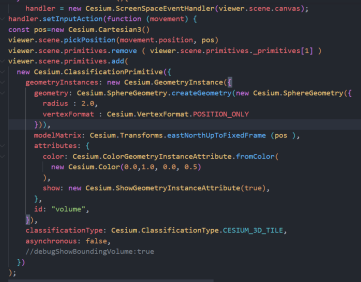 handler = new Cesium.ScreenSpaceEventHandler(viewer.scene.canvas);
handler.setInputAction(function (movement) {
const pos=new Cesium.Cartesian3()
viewer.scene.pickPosition(movement.position, pos)
viewer.scene.primitives.remove ( viewer.scene.primitives._primitives[1] )
viewer.scene.primitives.add(
new Cesium.ClassificationPrimitive({
geometryInstances: new Cesium.GeometryInstance({
geometry: Cesium.SphereGeometry.createGeometry(new Cesium.SphereGeometry({
radius : 2.0,
vertexFormat : Cesium.VertexFormat.POSITION_ONLY
})),
modelMatrix: Cesium.Transforms.eastNorthUpToFixedFrame (pos ),
attributes: {
color: Cesium.ColorGeometryInstanceAttribute.fromColor(
new Cesium.Color(0.0,1.0, 0.0, 0.5)
),
show: new Cesium.ShowGeometryInstanceAttribute(true),
},
id: "volume",
}),
classificationType: Cesium.ClassificationType.CESIUM_3D_TILE,
asynchronous: false,
//debugShowBoundingVolume:true
})
);